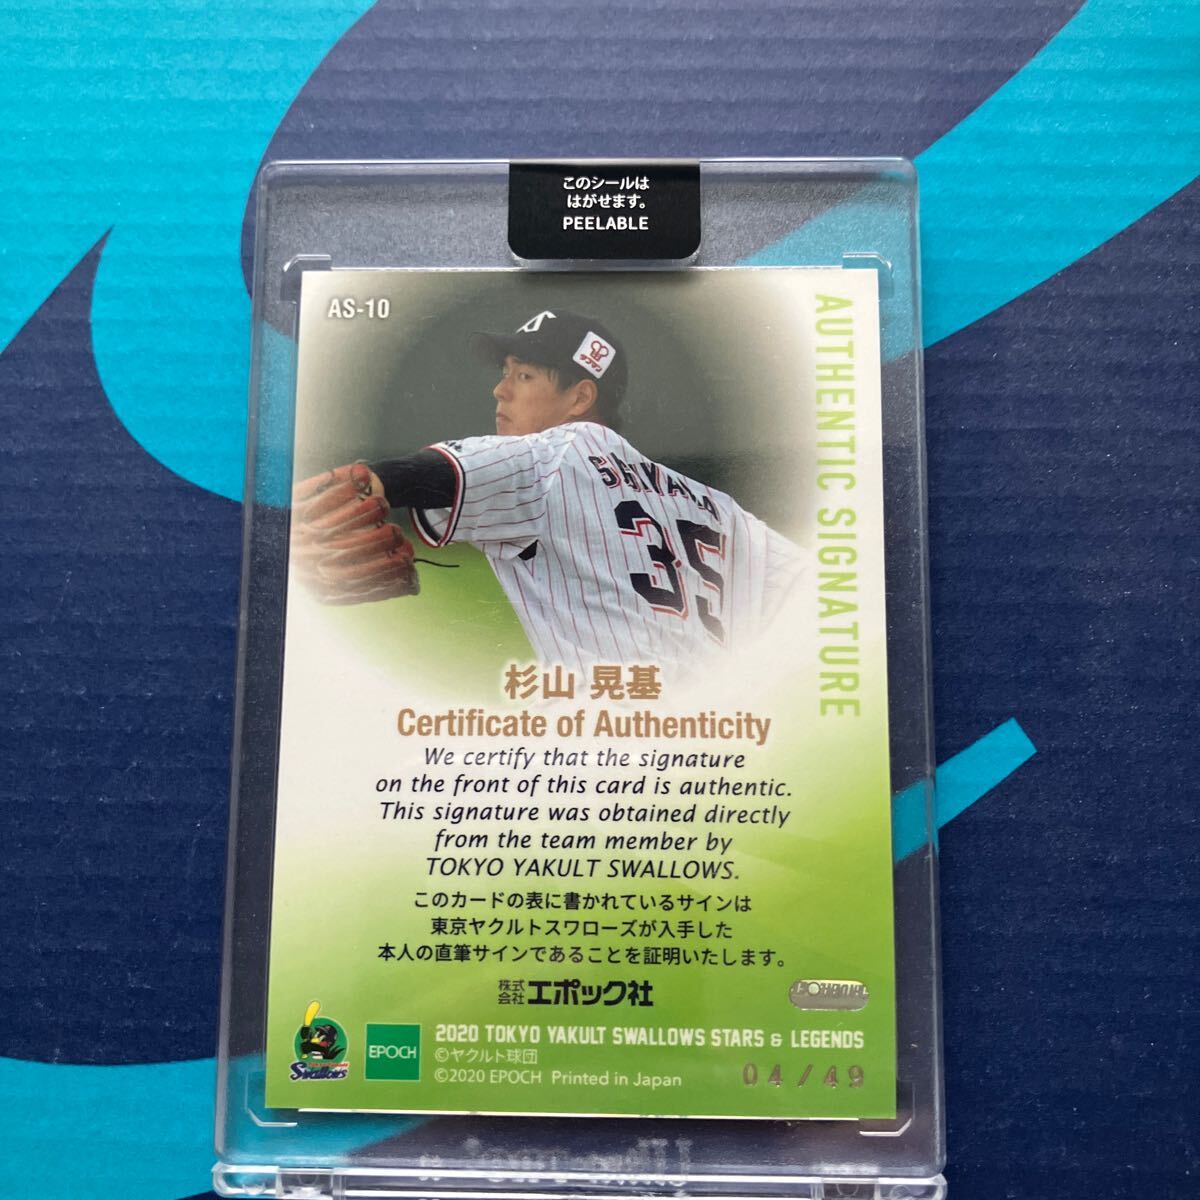 このシールは
はがせます。
PEELABLE
AS-10
AUTHENTIC SIGNATURE
35
杉山 晃基
Certificate of Authenticity
We certify that the signature
on the front of this card is authentic.
This signature was obtained directly
from the team member by
TOKYO YAKULT SWALLOWS.
このカードの表に書かれているサインは
東京ヤクルトスワローズが入手した
本人の直筆サインであることを証明いたします。
株式会社エポック社
Swallows
EPOCH
2020 TOKYO YAKULT SWALLOWS STARS & LEGENDS
©ヤクルト球団
©2020 EPOCH Printed in Japan
04/49